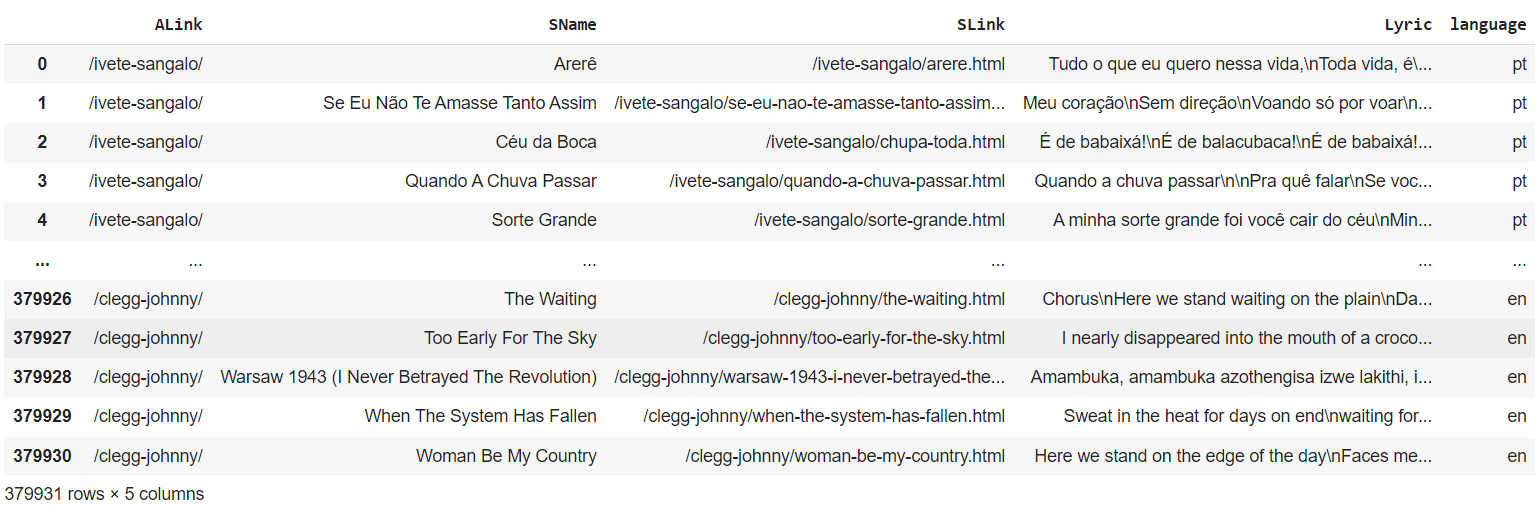 ALink SName SLink Lyric language
0 /ivete-sangalo/ Arerê /ivete-sangalo/arere.html Tudo o que eu quero nessa vida,\nToda vida, é\... pt
1 /ivete-sangalo/ Se Eu Não Te Amasse Tanto Assim /ivete-sangalo/se-eu-nao-te-amasse-tanto-assim... Meu coração\nSem direção\nVoando só por voar\n... pt
2 /ivete-sangalo/ Céu da Boca /ivete-sangalo/chupa-toda.html É de babaixá!\nÉ de balacubaca!\nÉ de babaixá!... pt
3 /ivete-sangalo/ Quando A Chuva Passar /ivete-sangalo/quando-a-chuva-passar.html Quando a chuva passar\n\nPra quê falar\nSe voc... pt
4 /ivete-sangalo/ Sorte Grande /ivete-sangalo/sorte-grande.html A minha sorte grande foi você cair do céu\nMin... pt
... ... ... ... ... ...
379926 /clegg-johnny/ The Waiting /clegg-johnny/the-waiting.html Chorus\nHere we stand waiting on the plain\nDa... en
379927 /clegg-johnny/ Too Early For The Sky /clegg-johnny/too-early-for-the-sky.html I nearly disappeared into the mouth of a croco... en
379928 /clegg-johnny/ Warsaw 1943 (I Never Betrayed The Revolution) /clegg-johnny/warsaw-1943-i-never-betrayed-the... Amambuka, amambuka azothengisa izwe lakithi, i... en
379929 /clegg-johnny/ When The System Has Fallen /clegg-johnny/when-the-system-has-fallen.html Sweat in the heat for days on end\nwaiting for... en
379930 /clegg-johnny/ Woman Be My Country /clegg-johnny/woman-be-my-country.html Here we stand on the edge of the day\nFaces me... en
379931 rows × 5 columns